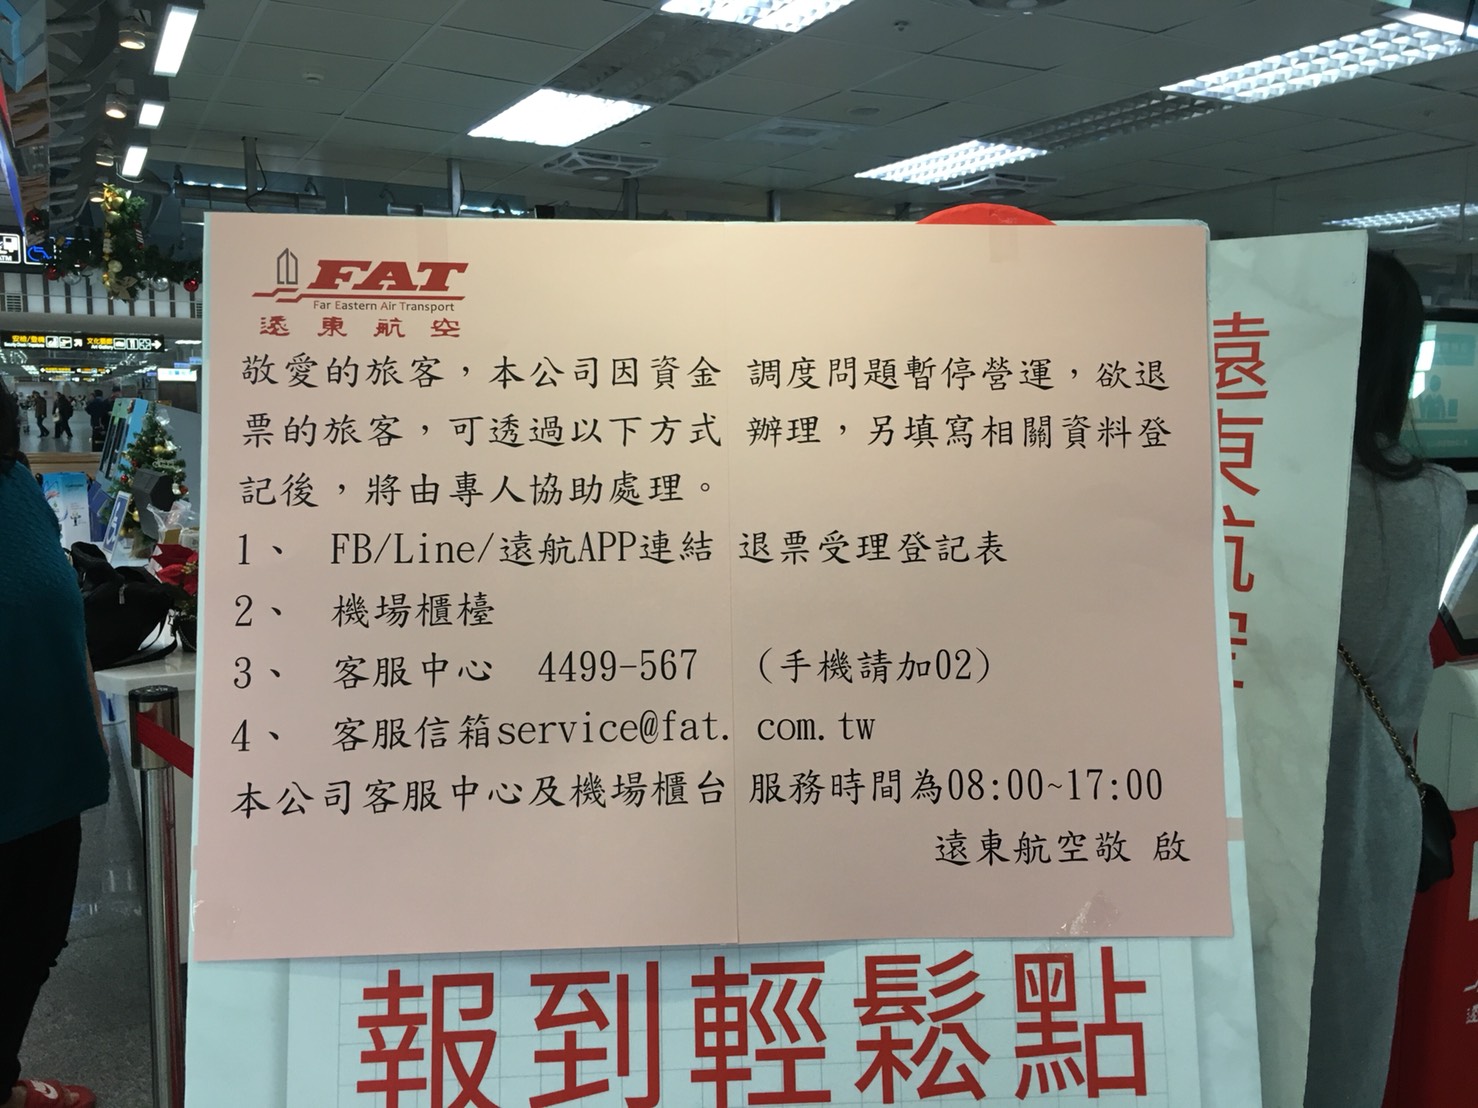 FAT
Far Eastern Air Transport
遠東航空
敬愛的旅客，本公司因資金 調度問題暫停營運，欲退
票的旅客，可透過以下方式 辦理，另填寫相關資料登
記後，將由專人協助處理。
1、 FB/Line/遠航APP連結 退票受理登記表
2、 機場櫃檯
3、 客服中心 4499-567 (手機請加02)
4、 客服信箱service@fat. com.tw
本公司客服中心及機場櫃台 服務時間為08:00~17:00
遠東航空敬 啟
報到輕鬆點
遠東航空